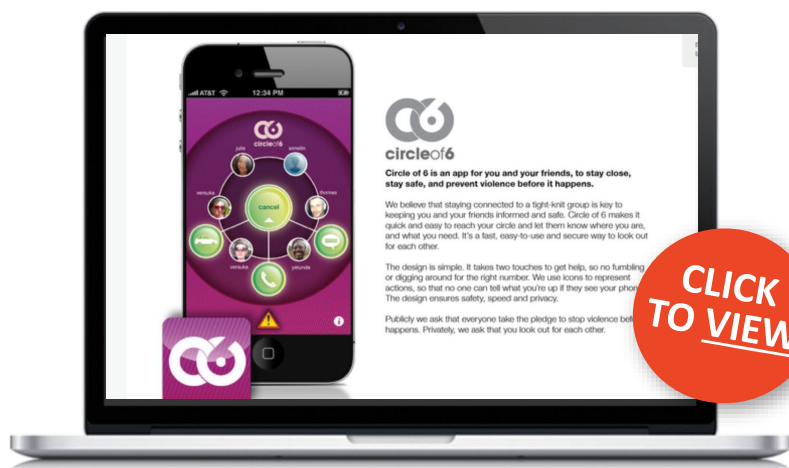 AT&T 12:34 PM
circleof6
julie
versuka
thomas
cancel
versuka
yetunde
circleof6
Circle of 6 is an app for you and your friends, to stay close,
stay safe, and prevent violence before it happens.
We believe that staying connected to a tight-knit group is key to
keeping you and your friends informed and safe. Circle of 6 makes it
quick and easy to reach your circle and let them know where you are,
and what you need. It's a fast, easy-to-use and secure way to look out
for each other.
The design is simple. It takes two touches to get help, so no fumbling
or digging around for the right number. We use icons to represent
actions, so that no one can tell what you're up if they see your phon
The design ensures safety, speed and privacy.
Publicly we ask that everyone take the pledge to stop violence bef
happens. Privately, we ask that you look out for each other.
CLICK
TO VIEW